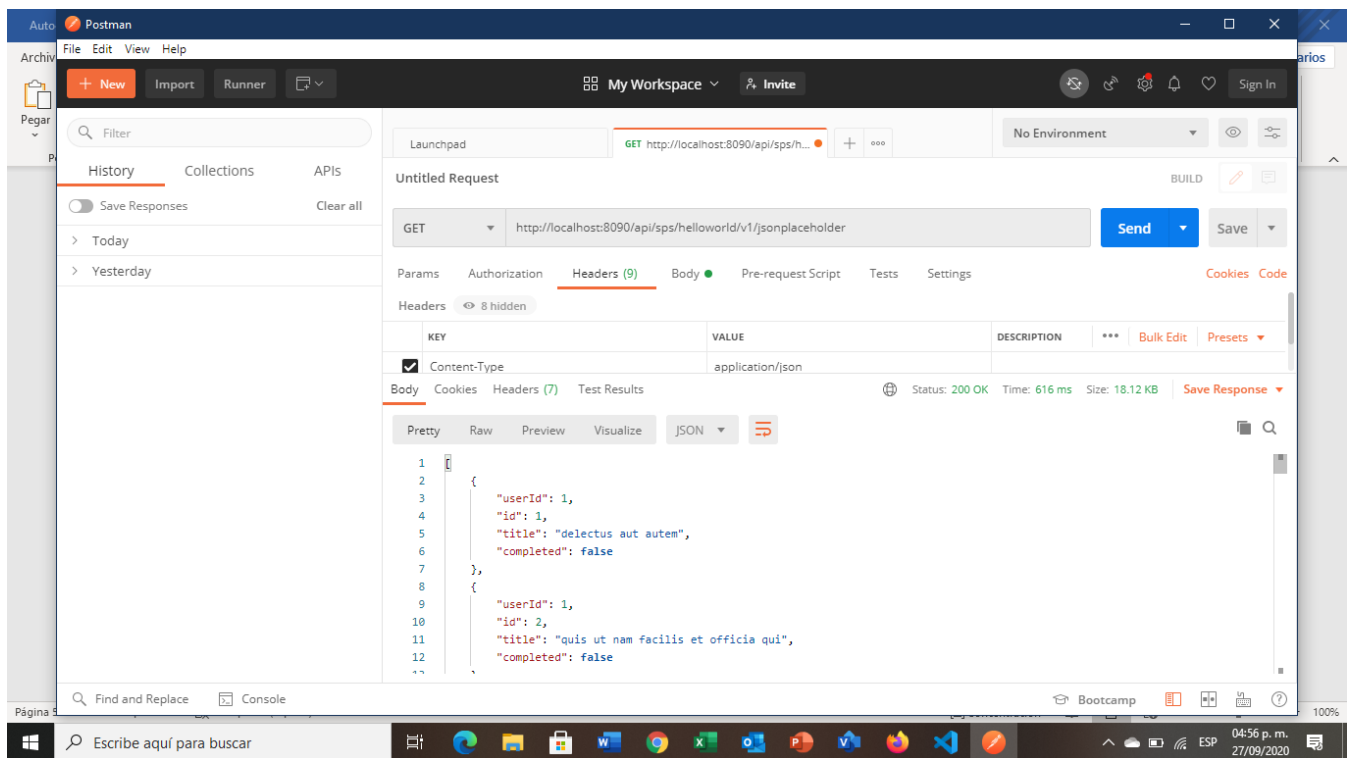 Auto
Postman
Archiv
File Edit View Help
arios
New Import Runner My Workspace Invite Sign In
Pegar
Filter
Launchpad GET http://localhost:8090/api/sps/h... No Environment
History Collections APIs
Untitled Request BUILD
Save Responses Clear all
GET http://localhost:8090/api/sps/helloworld/v1/jsonplaceholder Send Save
Today
Yesterday
Params Authorization Headers (9) Body Pre-request Script Tests Settings Cookies Code
Headers 8 hidden
KEY VALUE DESCRIPTION Bulk Edit Presets
Content-Type application/json
Body Cookies Headers (7) Test Results Status: 200 OK Time: 616 ms Size: 18.12 KB Save Response
Pretty Raw Preview Visualize JSON
1 [
2 {
3 "userId": 1,
4 "id": 1,
5 "title": "delectus aut autem",
6 "completed": false
7 },
8 {
9 "userId": 1,
10 "id": 2,
11 "title": "quis ut nam facilis et officia qui",
12 "completed": false
Find and Replace Console Bootcamp
Página 5 100%
Escribe aquí para buscar ESP 04:56 p. m.
27/09/2020